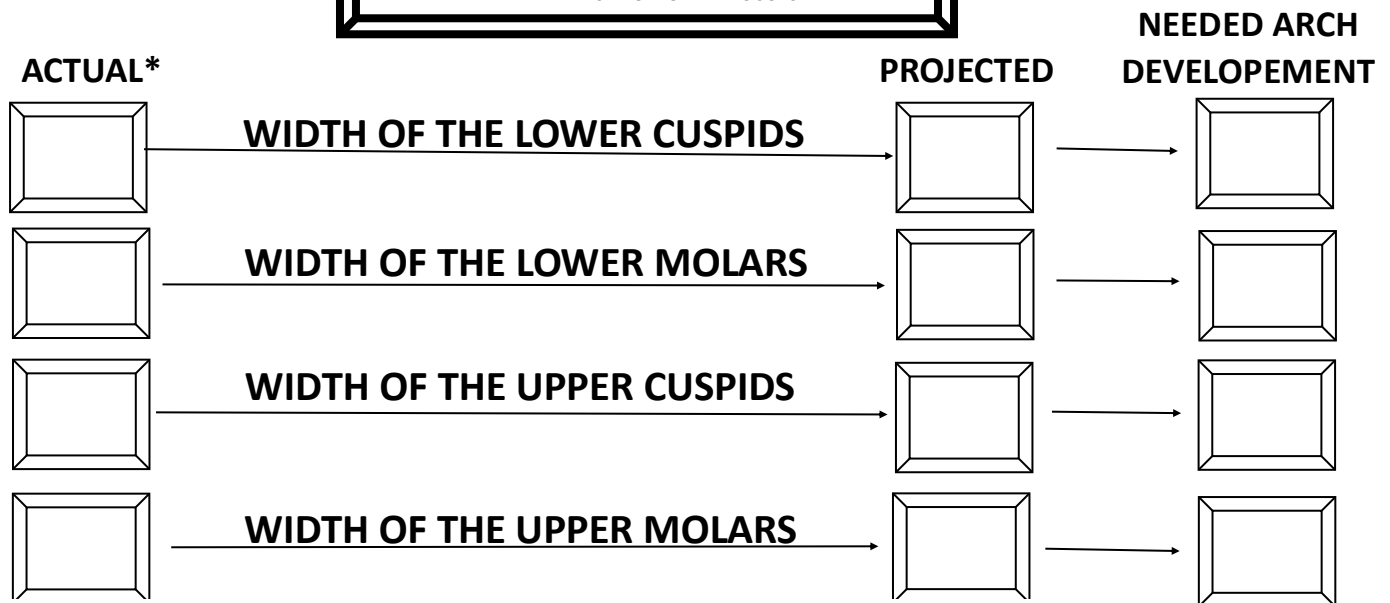 NEEDED ARCH
ACTUAL* PROJECTED DEVELOPEMENT
WIDTH OF THE LOWER CUSPIDS
WIDTH OF THE LOWER MOLARS
WIDTH OF THE UPPER CUSPIDS
WIDTH OF THE UPPER MOLARS